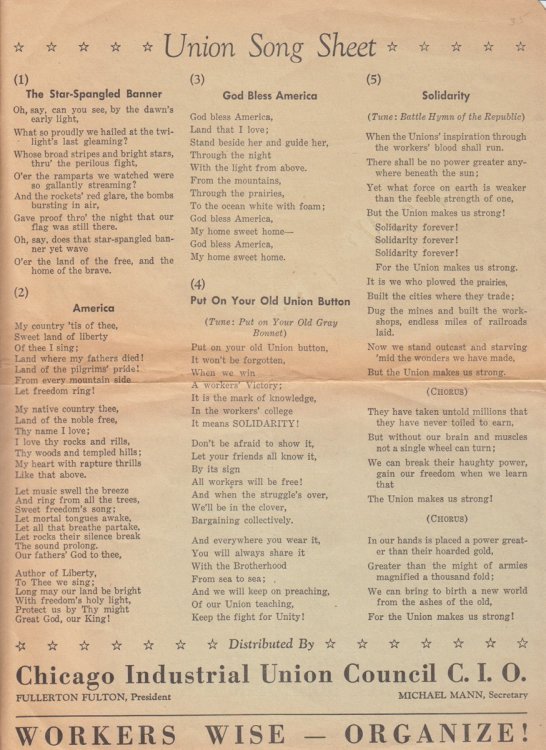 35
☆ ☆ ☆ ☆ ☆ Union Song Sheet ☆ ☆ ☆ ☆ ☆
(1)
The Star-Spangled Banner
Oh, say, can you see, by the dawn's
early light,
What so proudly we hailed at the twi-
light's last gleaming?
Whose broad stripes and bright stars,
thru' the perilous fight,
O'er the ramparts we watched were
so gallantly streaming?
And the rockets' red glare, the bombs
bursting in air,
Gave proof thro' the night that our
flag was still there.
Oh, say, does that star-spangled ban-
ner yet wave
O'er the land of the free, and the
home of the brave.
(2)
America
My country 'tis of thee,
Sweet land of liberty
Of thee I sing;
Land where my fathers died!
Land of the pilgrims' pride!
From every mountain side
Let freedom ring!
My native country thee,
Land of the noble free,
Thy name I love;
I love thy rocks and rills,
Thy woods and templed hills;
My heart with rapture thrills
Like that above.
Let music swell the breeze
And ring from all the trees,
Sweet freedom's song;
Let mortal tongues awake,
Let all that breathe partake,
Let rocks their silence break
The sound prolong.
Our fathers' God to thee,
Author of Liberty,
To Thee we sing;
Long may our land be bright
With freedom's holy light,
Protect us by Thy might
Great God, our King!
(3)
God Bless America
God bless America,
Land that I love;
Stand beside her and guide her,
Through the night
With the light from above.
From the mountains,
Through the prairies,
To the ocean white with foam;
God bless America,
My home sweet home—
God bless America,
My home sweet home.
(4)
Put On Your Old Union Button
(Tune: Put on Your Old Gray
Bonnet)
Put on your old Union button,
It won't be forgotten,
When we win
A workers' Victory;
It is the mark of knowledge,
In the workers' college
It means SOLIDARITY!
Don't be afraid to show it,
Let your friends all know it,
By its sign
All workers will be free!
And when the struggle's over,
We'll be in the clover,
Bargaining collectively.
And everywhere you wear it,
You will always share it
With the Brotherhood
From sea to sea;
And we will keep on preaching,
Of our Union teaching,
Keep the fight for Unity!
(5)
Solidarity
(Tune: Battle Hymn of the Republic)
When the Unions' inspiration through
the workers' blood shall run.
There shall be no power greater any-
where beneath the sun;
Yet what force on earth is weaker
than the feeble strength of one,
But the Union makes us strong!
Solidarity forever!
Solidarity forever!
Solidarity forever!
For the Union makes us strong.
It is we who plowed the prairies,
Built the cities where they trade;
Dug the mines and built the work-
shops, endless miles of railroads
laid.
Now we stand outcast and starving
'mid the wonders we have made,
But the Union makes us strong.
(CHORUS)
They have taken untold millions that
they have never toiled to earn,
But without our brain and muscles
not a single wheel can turn;
We can break their haughty power,
gain our freedom when we learn
that
The Union makes us strong!
(CHORUS)
In our hands is placed a power great-
er than their hoarded gold,
Greater than the might of armies
magnified a thousand fold;
We can bring to birth a new world
from the ashes of the old,
For the Union makes us strong!
☆ ☆ ☆ ☆ ☆ ☆ ☆ Distributed By ☆ ☆ ☆ ☆ ☆ ☆ ☆
Chicago Industrial Union Council C. I. O.
FULLERTON FULTON, President MICHAEL MANN, Secretary
WORKERS WISE — ORGANIZE!